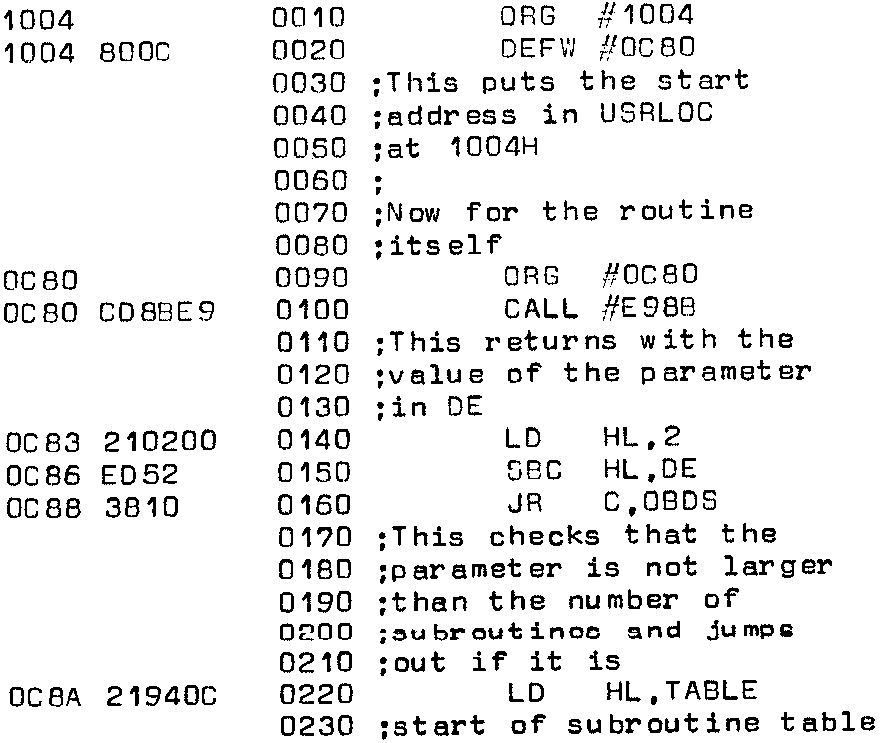 1004 0010 ORG #1004
1004 800C 0020 DEFW #0C80
0030 ;This puts the start
0040 ;address in USRLOC
0050 ;at 1004H
0060 ;
0070 ;Now for the routine
0080 ;itself
0C80 0090 ORG #0C80
0C80 CD8BE9 0100 CALL #E98B
0110 ;This returns with the
0120 ;value of the parameter
0130 ;in DE
0C83 210200 0140 LD HL,2
0C86 ED52 0150 SBC HL,DE
0C88 3810 0160 JR C,OBDS
0170 ;This checks that the
0180 ;parameter is not larger
0190 ;than the number of
0200 ;subroutines and jumps
0210 ;out if it is
0C8A 21940C 0220 LD HL,TABLE
0230 ;start of subroutine table